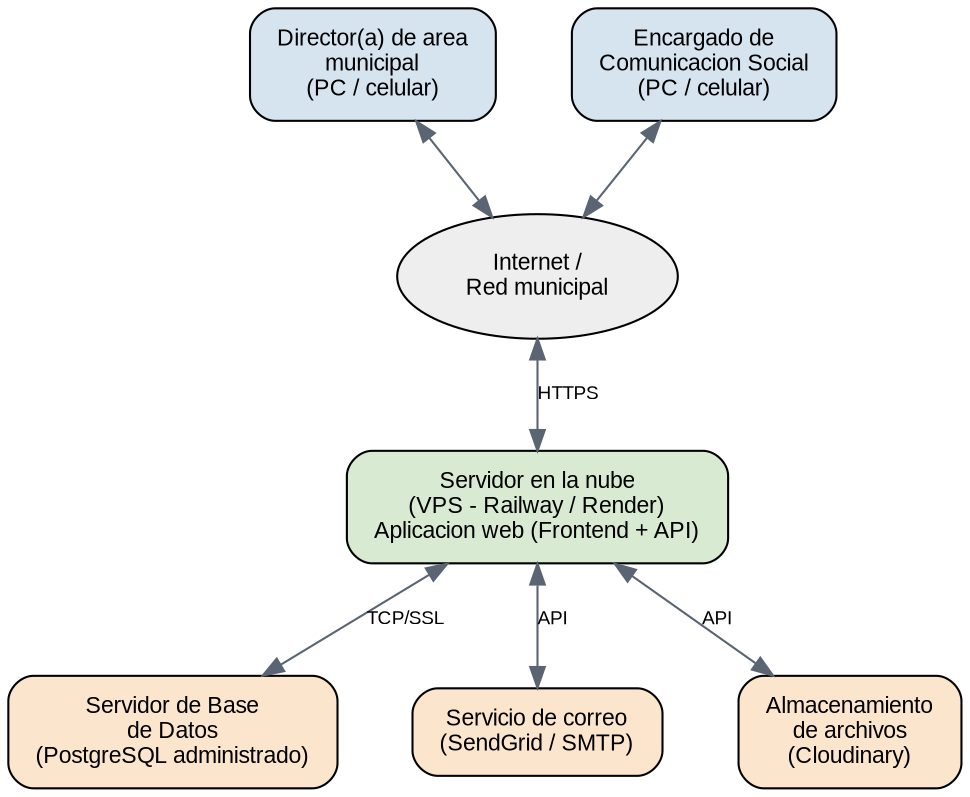 Director(a) de area
municipal
(PC / celular)
Encargado de
Comunicacion Social
(PC / celular)
Internet /
Red municipal
HTTPS
Servidor en la nube
(VPS - Railway / Render)
Aplicacion web (Frontend + API)
TCP/SSL
API
API
Servidor de Base
de Datos
(PostgreSQL administrado)
Servicio de correo
(SendGrid / SMTP)
Almacenamiento
de archivos
(Cloudinary)